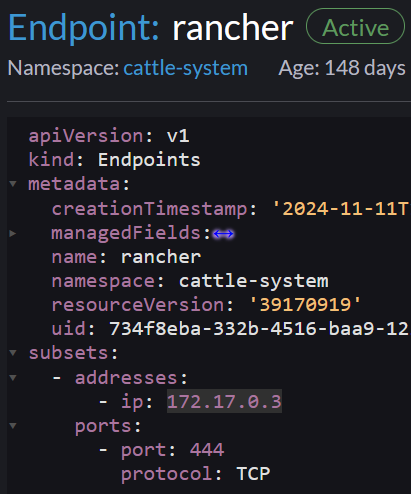 Endpoint: rancher Active
Namespace: cattle-system Age: 148 days
apiVersion: v1
kind: Endpoints
metadata:
creationTimestamp: '2024-11-11T
managedFields:
name: rancher
namespace: cattle-system
resourceVersion: '39170919'
uid: 734f8eba-332b-4516-baa9-12
subsets:
- addresses:
- ip: 172.17.0.3
ports:
- port: 444
protocol: TCP